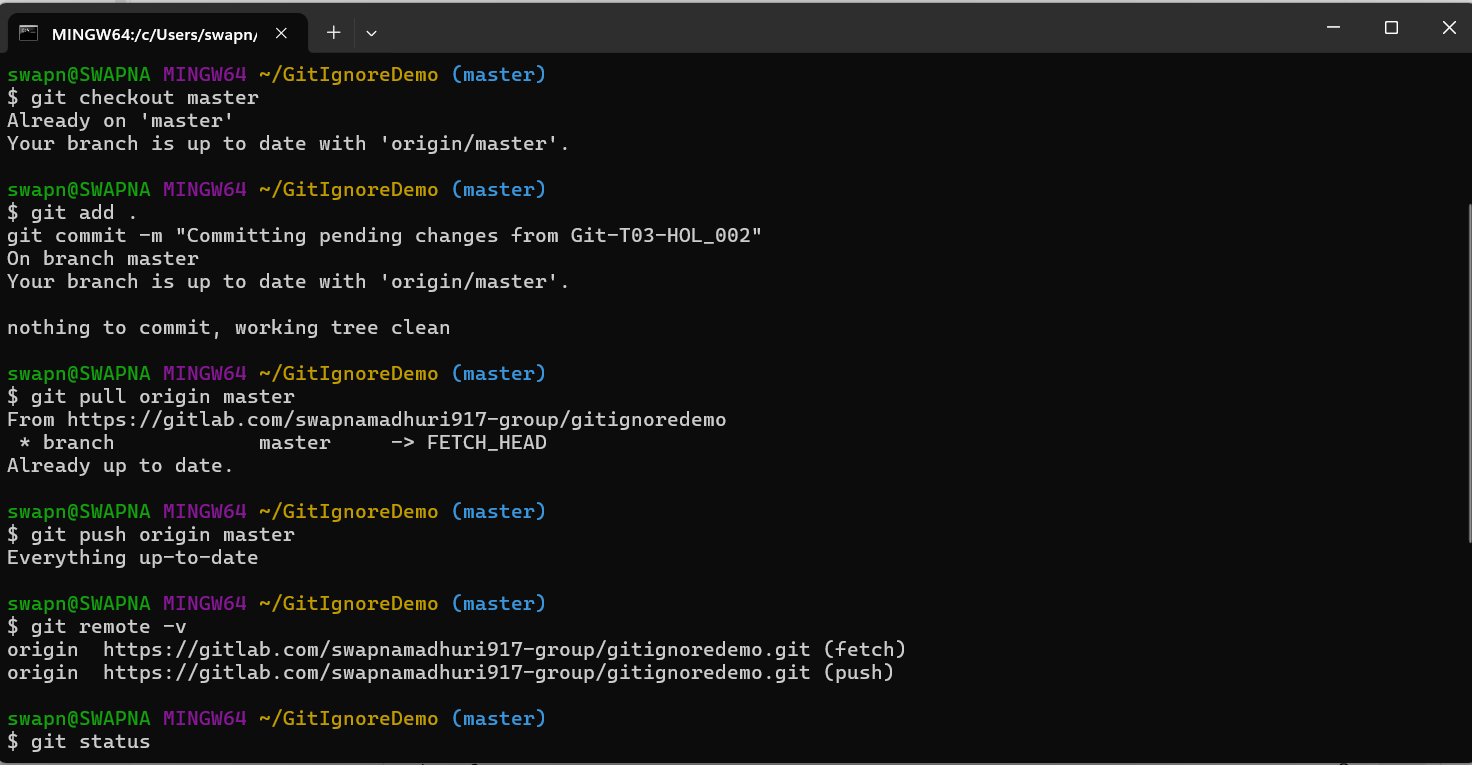 MINGW64:/c/Users/swapn/
swapn@SWAPNA MINGW64 ~/GitIgnoreDemo (master)
$ git checkout master
Already on 'master'
Your branch is up to date with 'origin/master'.
swapn@SWAPNA MINGW64 ~/GitIgnoreDemo (master)
$ git add .
git commit -m "Committing pending changes from Git-T03-HOL_002"
On branch master
Your branch is up to date with 'origin/master'.
nothing to commit, working tree clean
swapn@SWAPNA MINGW64 ~/GitIgnoreDemo (master)
$ git pull origin master
From https://gitlab.com/swapnamadhuri917-group/gitignoredemo
 * branch            master     -> FETCH_HEAD
Already up to date.
swapn@SWAPNA MINGW64 ~/GitIgnoreDemo (master)
$ git push origin master
Everything up-to-date
swapn@SWAPNA MINGW64 ~/GitIgnoreDemo (master)
$ git remote -v
origin  https://gitlab.com/swapnamadhuri917-group/gitignoredemo.git (fetch)
origin  https://gitlab.com/swapnamadhuri917-group/gitignoredemo.git (push)
swapn@SWAPNA MINGW64 ~/GitIgnoreDemo (master)
$ git status